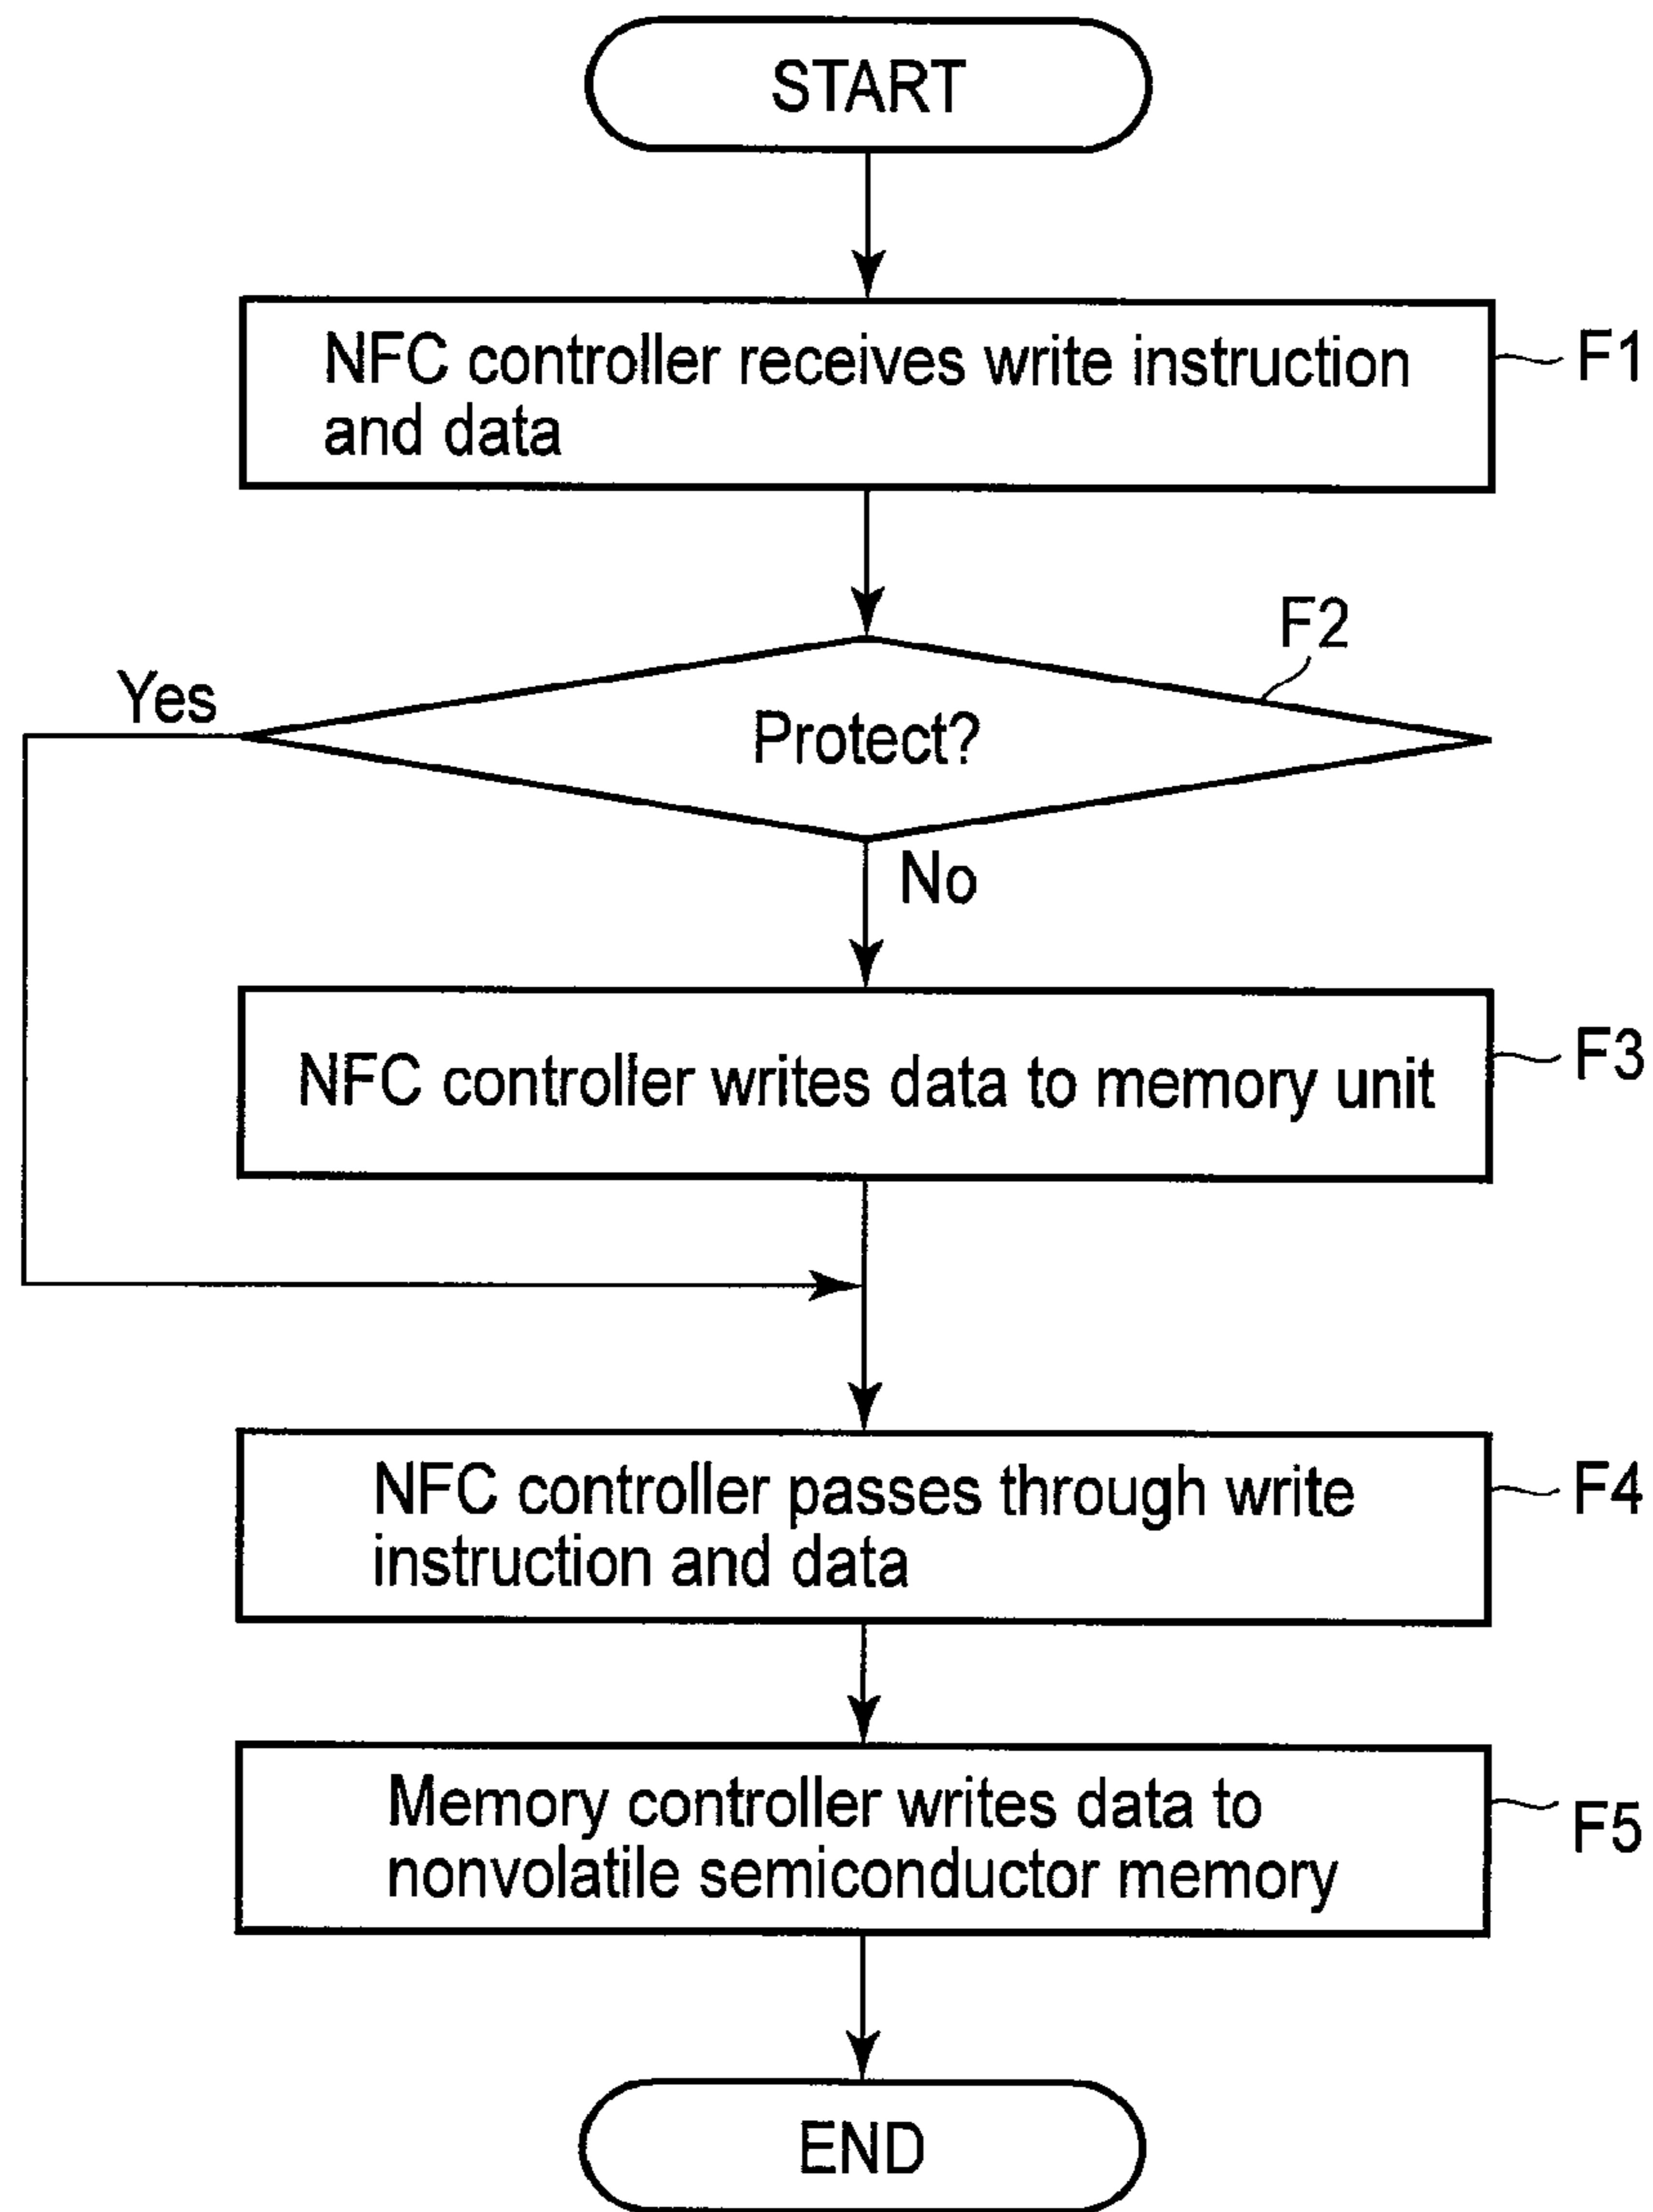 START
NFC controller receives write instruction
and data
F1
F2
Yes
Protect?
No
NFC controller writes data to memory unit
F3
NFC controller passes through write
instruction and data
F4
Memory controller writes data to
nonvolatile semiconductor memory
F5
END